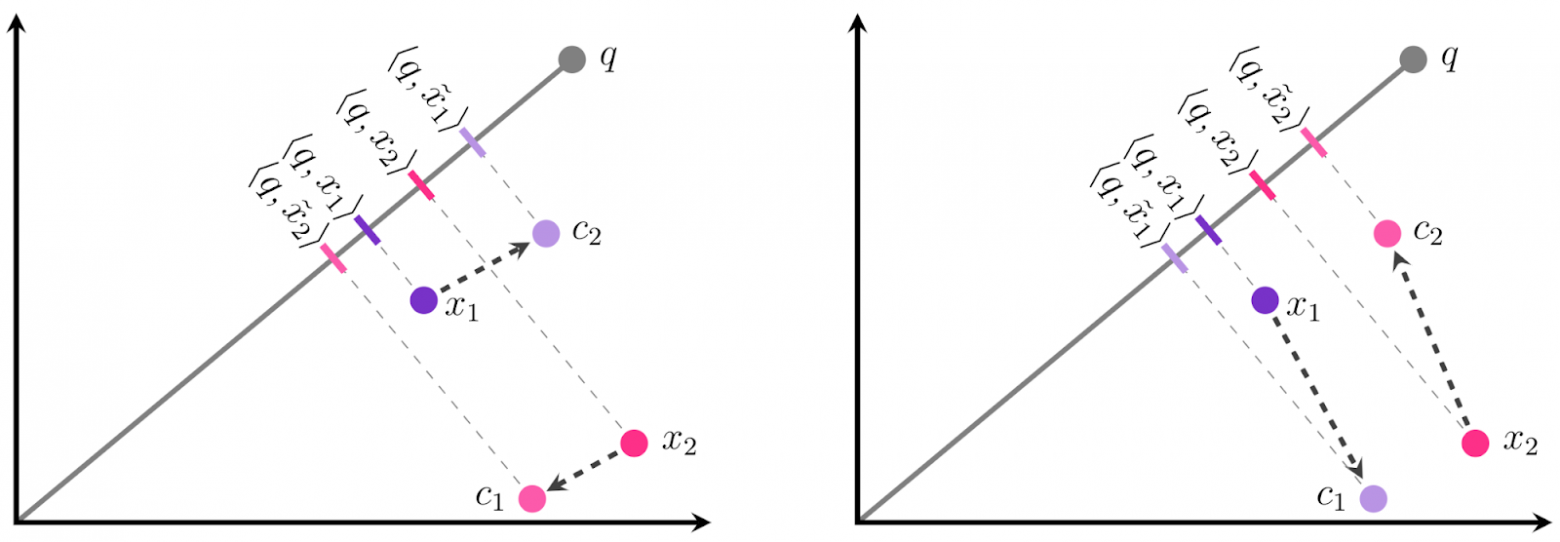 q
⟨q, x̃₁⟩
⟨q, x₂⟩
⟨q, x₁⟩
⟨q, x̃₂⟩
c₂
x₁
x₂
c₁
q
⟨q, x̃₂⟩
⟨q, x₂⟩
⟨q, x₁⟩
⟨q, x̃₁⟩
c₂
x₁
x₂
c₁